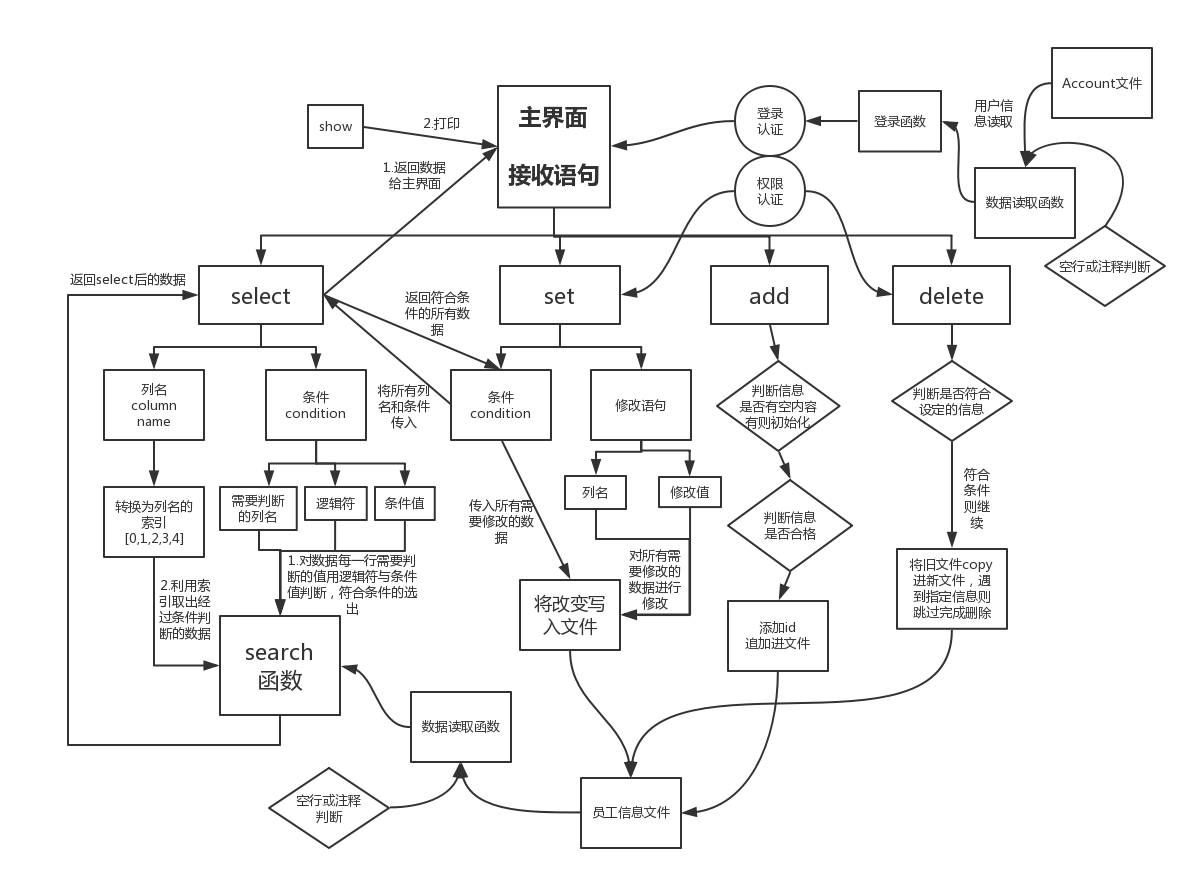 Account文件
用户信
息读取
登录
认证
登录函数
主界面
接收语句
show
2.打印
1.返回数据
给主界面
权限
认证
数据读取函数
空行或注释判断
返回select后的数据
select
set
add
delete
返回符合条
件的所有数
据
列名
column
name
条件
condition
将所有列
名和条件
传入
条件
condition
修改语句
判断信息
是否有空内容
有则初始化
判断是否符合
设定的信息
转换为列名的
索引
[0,1,2,3,4]
需要判断
的列名
逻辑符
条件值
传入所有需
要修改的数
据
列名
修改值
判断信息
是否合格
符合
条件
则继
续
1.对数据每一行需要判
断的值用逻辑符与条件
值判断，符合条件的选
出
2.利用索
引取出经
过条件判
断的数据
对所有需
要修改的
数据进行
修改
将改变写
入文件
将旧文件copy
进新文件，遇
到指定信息则
跳过完成删除
添加id
追加进文件
search
函数
数据读取函数
空行或注释
判断
员工信息文件